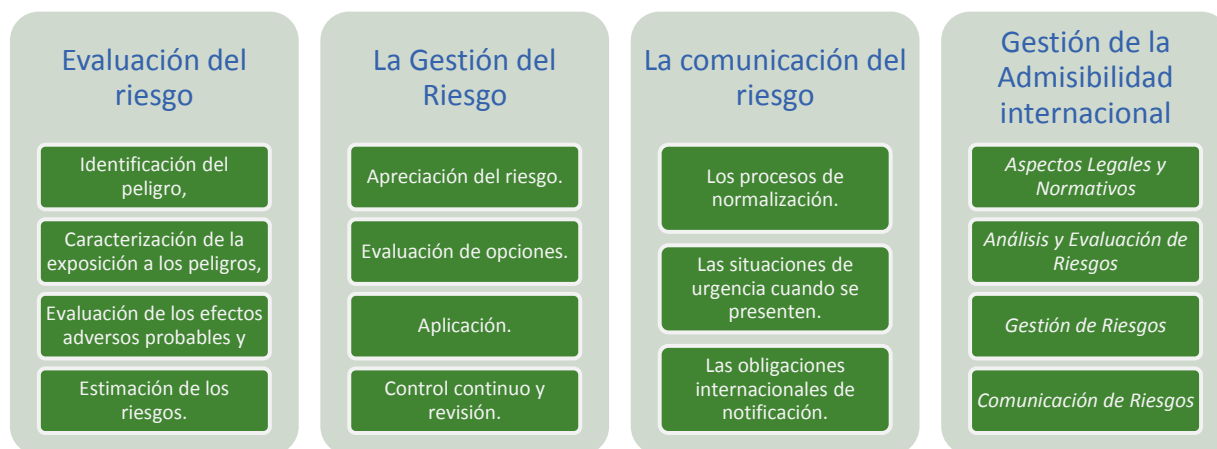 Evaluación del
riesgo
Identificación del
peligro,
Caracterización de la
exposición a los peligros,
Evaluación de los efectos
adversos probables y
Estimación de los
riesgos.
La Gestión del
Riesgo
Apreciación del riesgo.
Evaluación de opciones.
Aplicación.
Control continuo y
revisión.
La comunicación del
riesgo
Los procesos de
normalización.
Las situaciones de
urgencia cuando se
presenten.
Las obligaciones
internacionales de
notificación.
Gestión de la
Admisibilidad
internacional
Aspectos Legales y
Normativos
Análisis y Evaluación de
Riesgos
Gestión de Riesgos
Comunicación de Riesgos